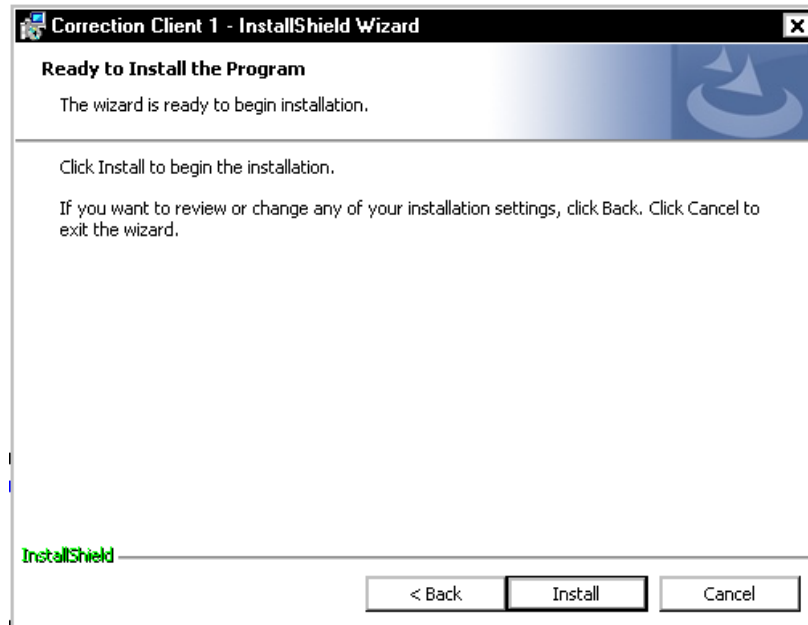 Correction Client 1 - InstallShield Wizard
Ready to Install the Program
The wizard is ready to begin installation.
Click Install to begin the installation.
If you want to review or change any of your installation settings, click Back. Click Cancel to
exit the wizard.
InstallShield
< Back
Install
Cancel